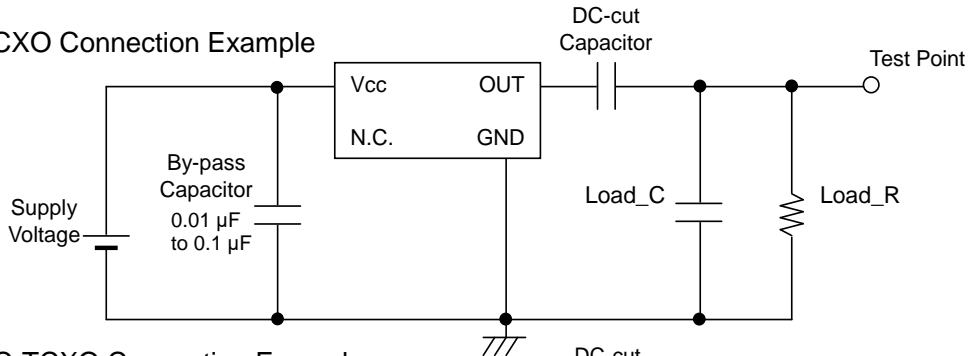 CXO Connection Example
DC-cut
Capacitor
Test Point
Vcc
OUT
N.C.
GND
By-pass
Capacitor
0.01 µF
to 0.1 µF
Supply
Voltage
Load_C
Load_R
DC-cut